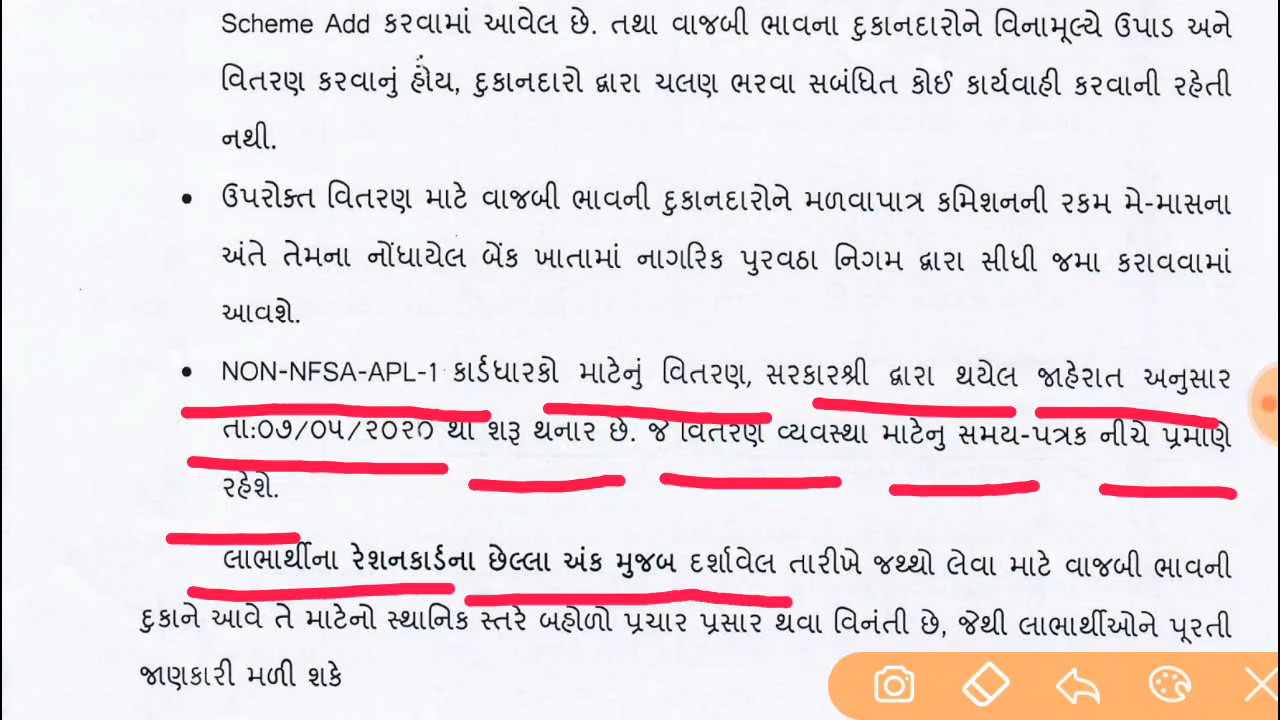 Scheme Add કરવામાં આવેલ છે. તથા વાજબી ભાવના દુકાનદારોને વિનામૂલ્યે ઉપાડ અને
વિતરણ કરવાનું હોય, દુકાનદારો દ્વારા ચલણ ભરવા સબંધિત કોઈ કાર્યવાહી કરવાની રહેતી
નથી.
• ઉપરોક્ત વિતરણ માટે વાજબી ભાવની દુકાનદારોને મળવાપાત્ર કમિશનની રકમ મે-માસના
અંતે તેમના નોંધાયેલ બેંક ખાતામાં નાગરિક પુરવઠા નિગમ દ્વારા સીધી જમા કરાવવામાં
આવશે.
• NON-NFSA-APL-1 કાર્ડધારકો માટેનું વિતરણ, સરકારશ્રી દ્વારા થયેલ જાહેરાત અનુસાર
તા:૦૭/૦૫/૨૦૨૦ થી શરૂ થનાર છે. જે વિતરણ વ્યવસ્થા માટેનુ સમય-પત્રક નીચે પ્રમાણે
રહેશે.
લાભાર્થીના રેશનકાર્ડના છેલ્લા અંક મુજબ દર્શાવેલ તારીખે જથ્થો લેવા માટે વાજબી ભાવની
દુકાને આવે તે માટેનો સ્થાનિક સ્તરે બહોળો પ્રચાર પ્રસાર થવા વિનંતી છે, જેથી લાભાર્થીઓને પૂરતી
જાણકારી મળી શકે